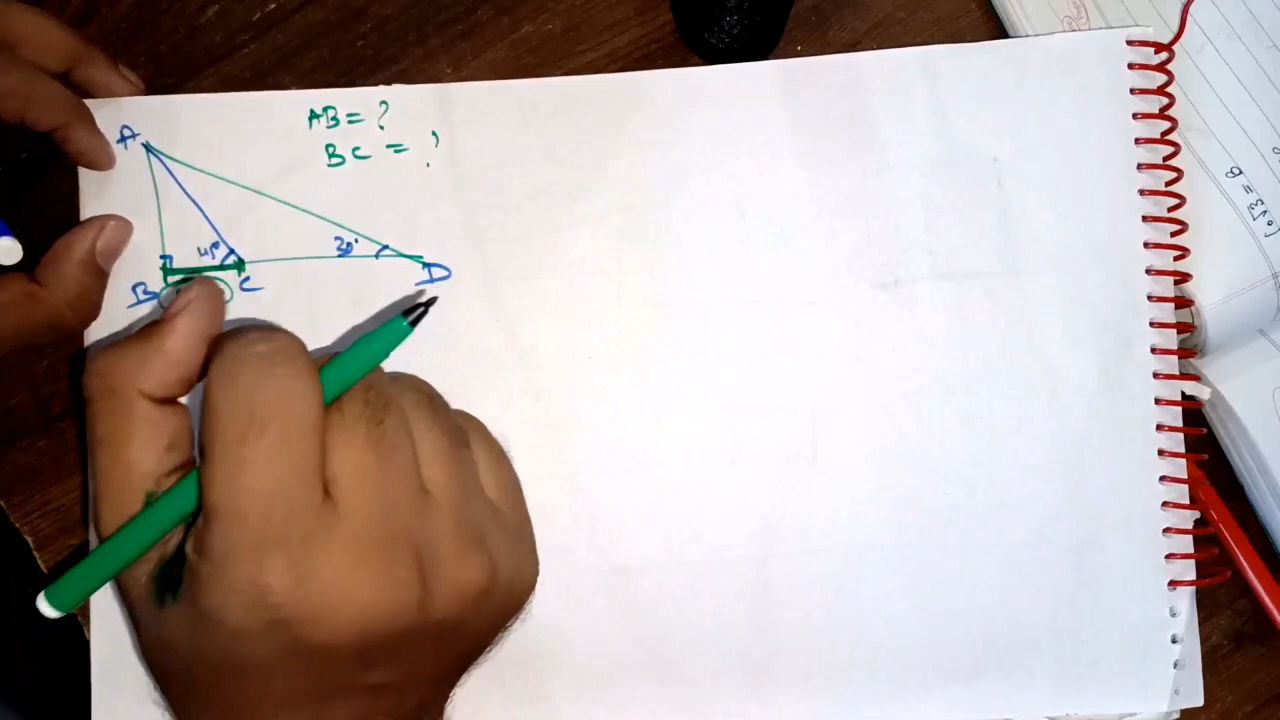 AB = ?
BC = ?
A
45°
30°
B
C
D